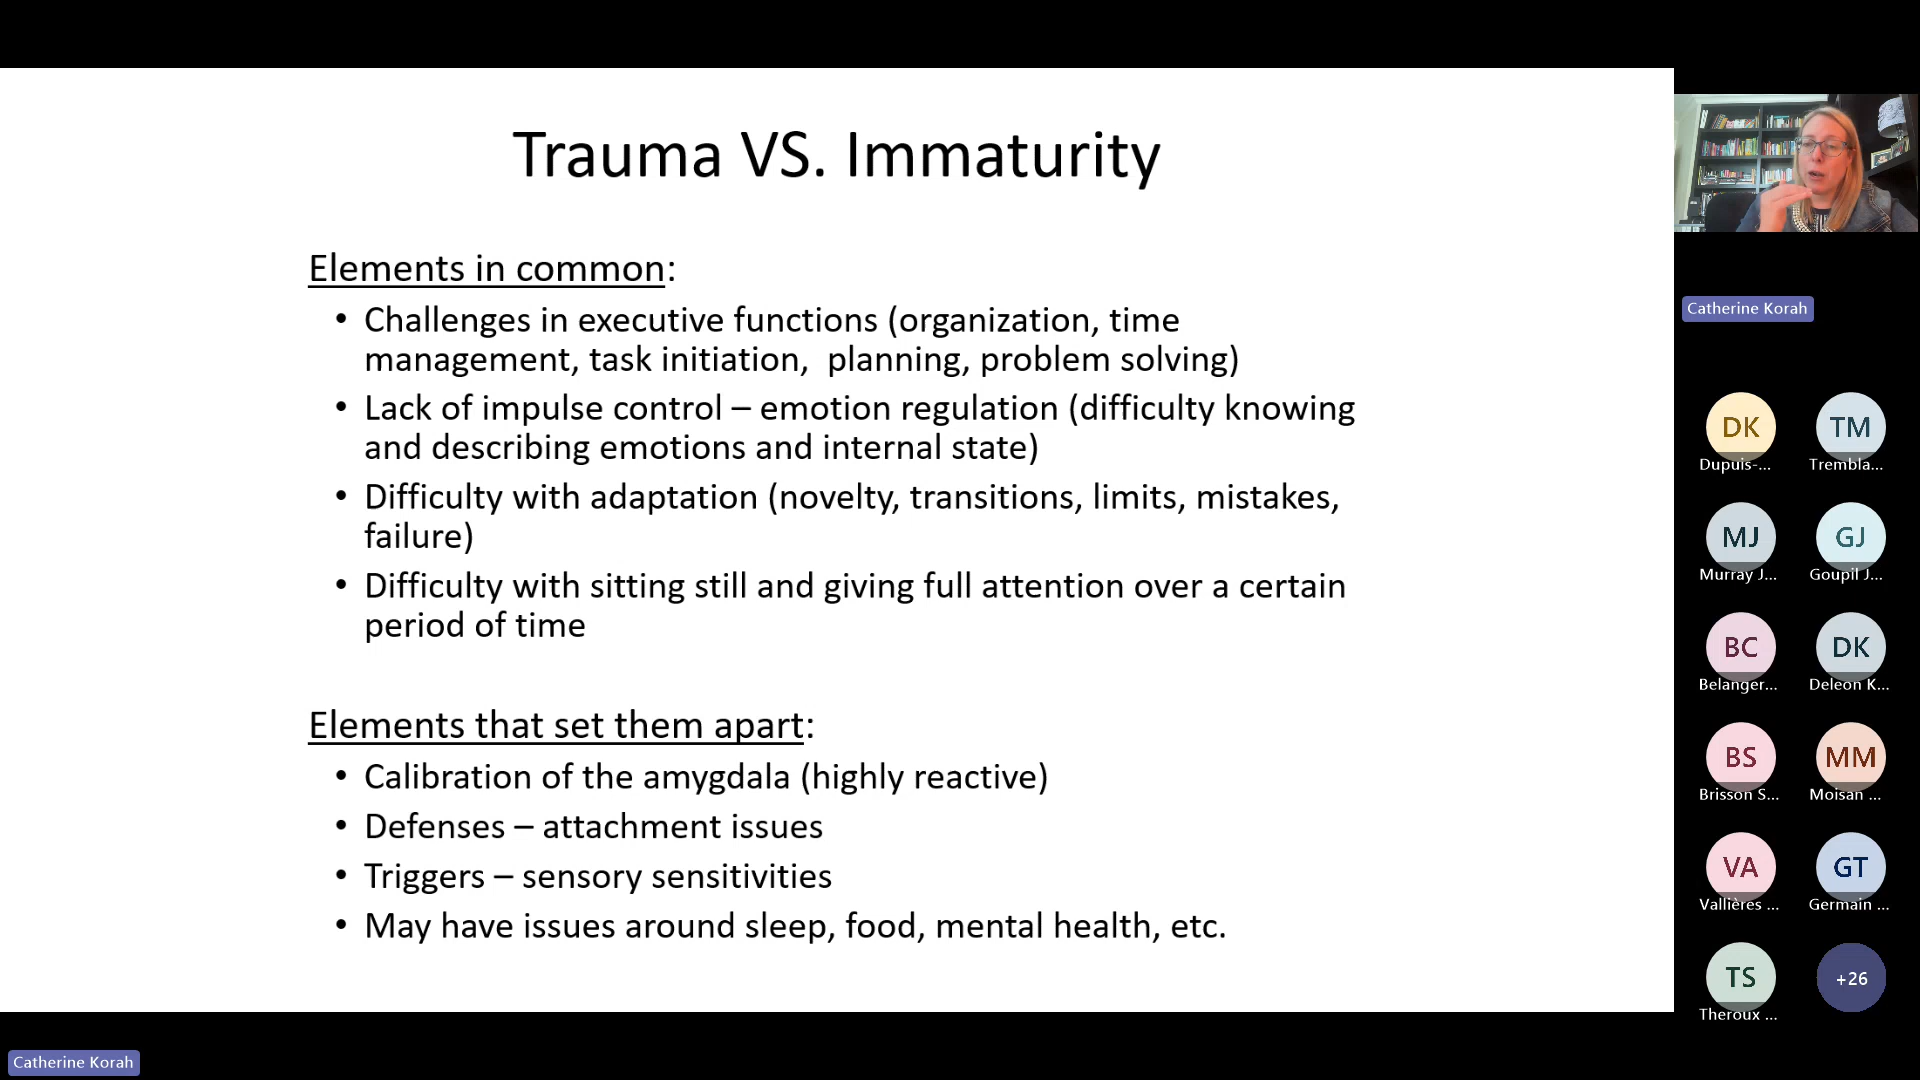 Trauma VS. Immaturity
Elements in common:
• Challenges in executive functions (organization, time
management, task initiation,  planning, problem solving)
• Lack of impulse control – emotion regulation (difficulty knowing
and describing emotions and internal state)
• Difficulty with adaptation (novelty, transitions, limits, mistakes,
failure)
• Difficulty with sitting still and giving full attention over a certain
period of time
Elements that set them apart:
• Calibration of the amygdala (highly reactive)
• Defenses – attachment issues
• Triggers – sensory sensitivities
• May have issues around sleep, food, mental health, etc.
Catherine Korah
DK
Dupuis-...
TM
Trembla...
MJ
Murray J...
GJ
Goupil J...
BC
Belanger...
DK
Deleon K...
BS
Brisson S...
MM
Moisan ...
VA
Vallières ...
GT
Germain ...
TS
Theroux ...
+26
Catherine Korah